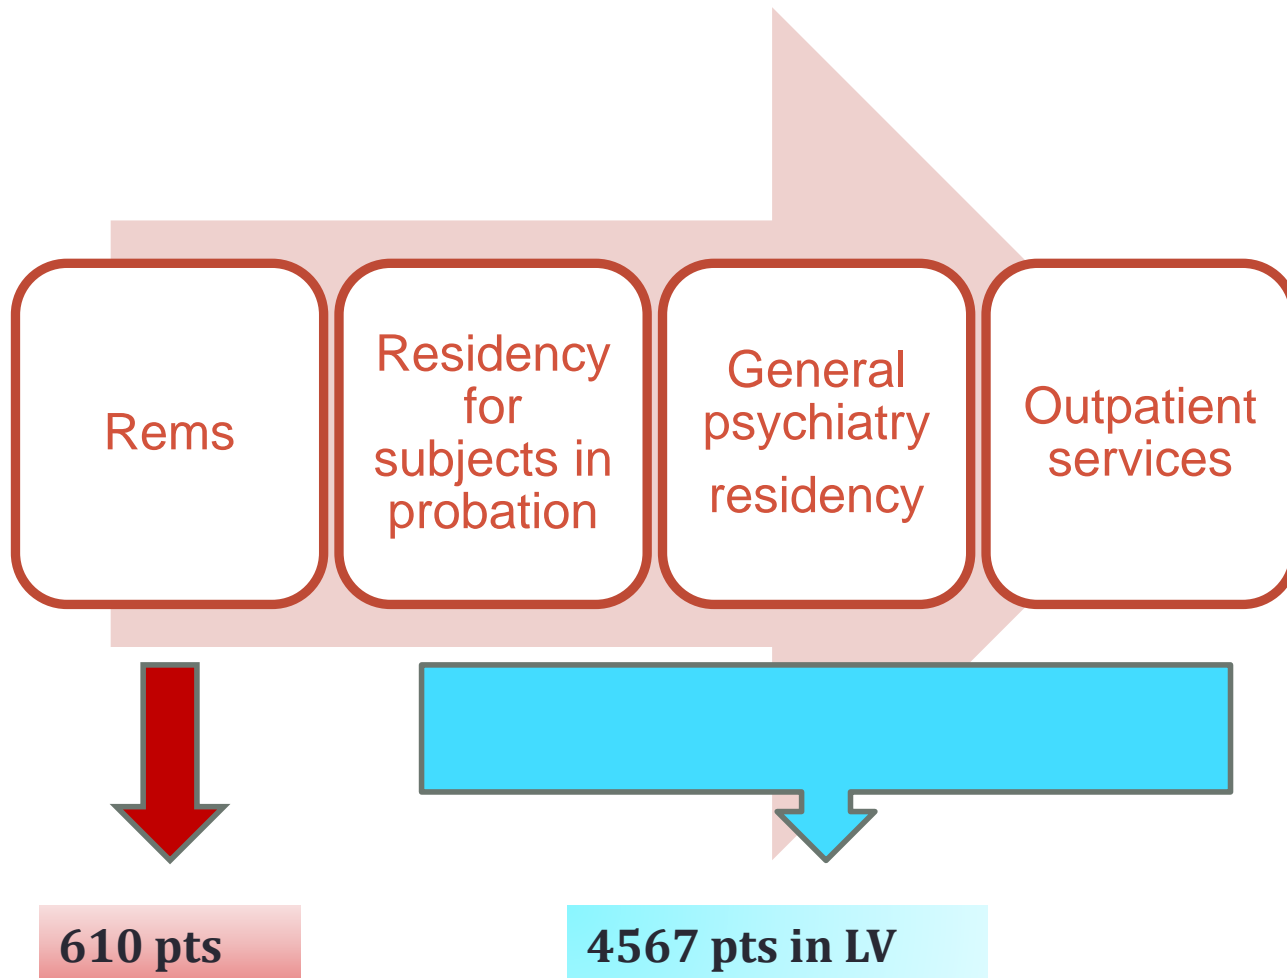 Rems
Residency
for
subjects in
probation
General
psychiatry
residency
Outpatient
services
610 pts
4567 pts in LV